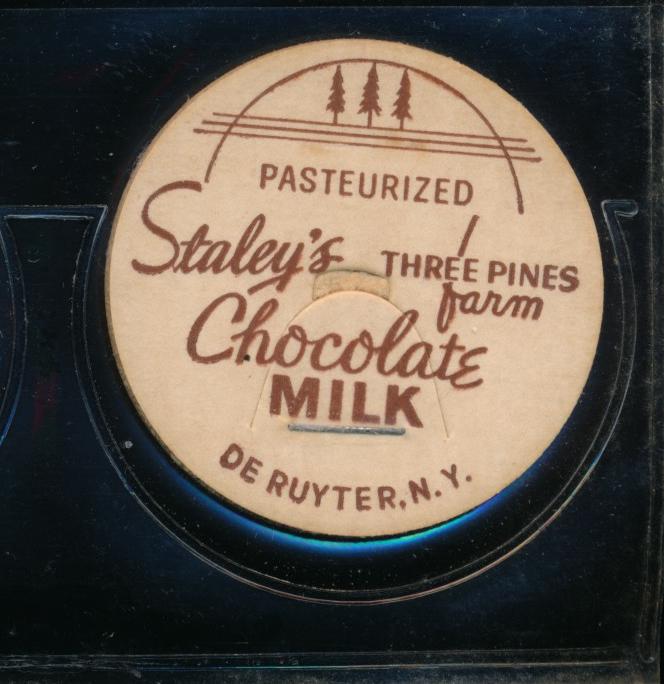 PASTEURIZED
Staley's THREE PINES
farm
Chocolate
MILK
DE RUYTER, N. Y.